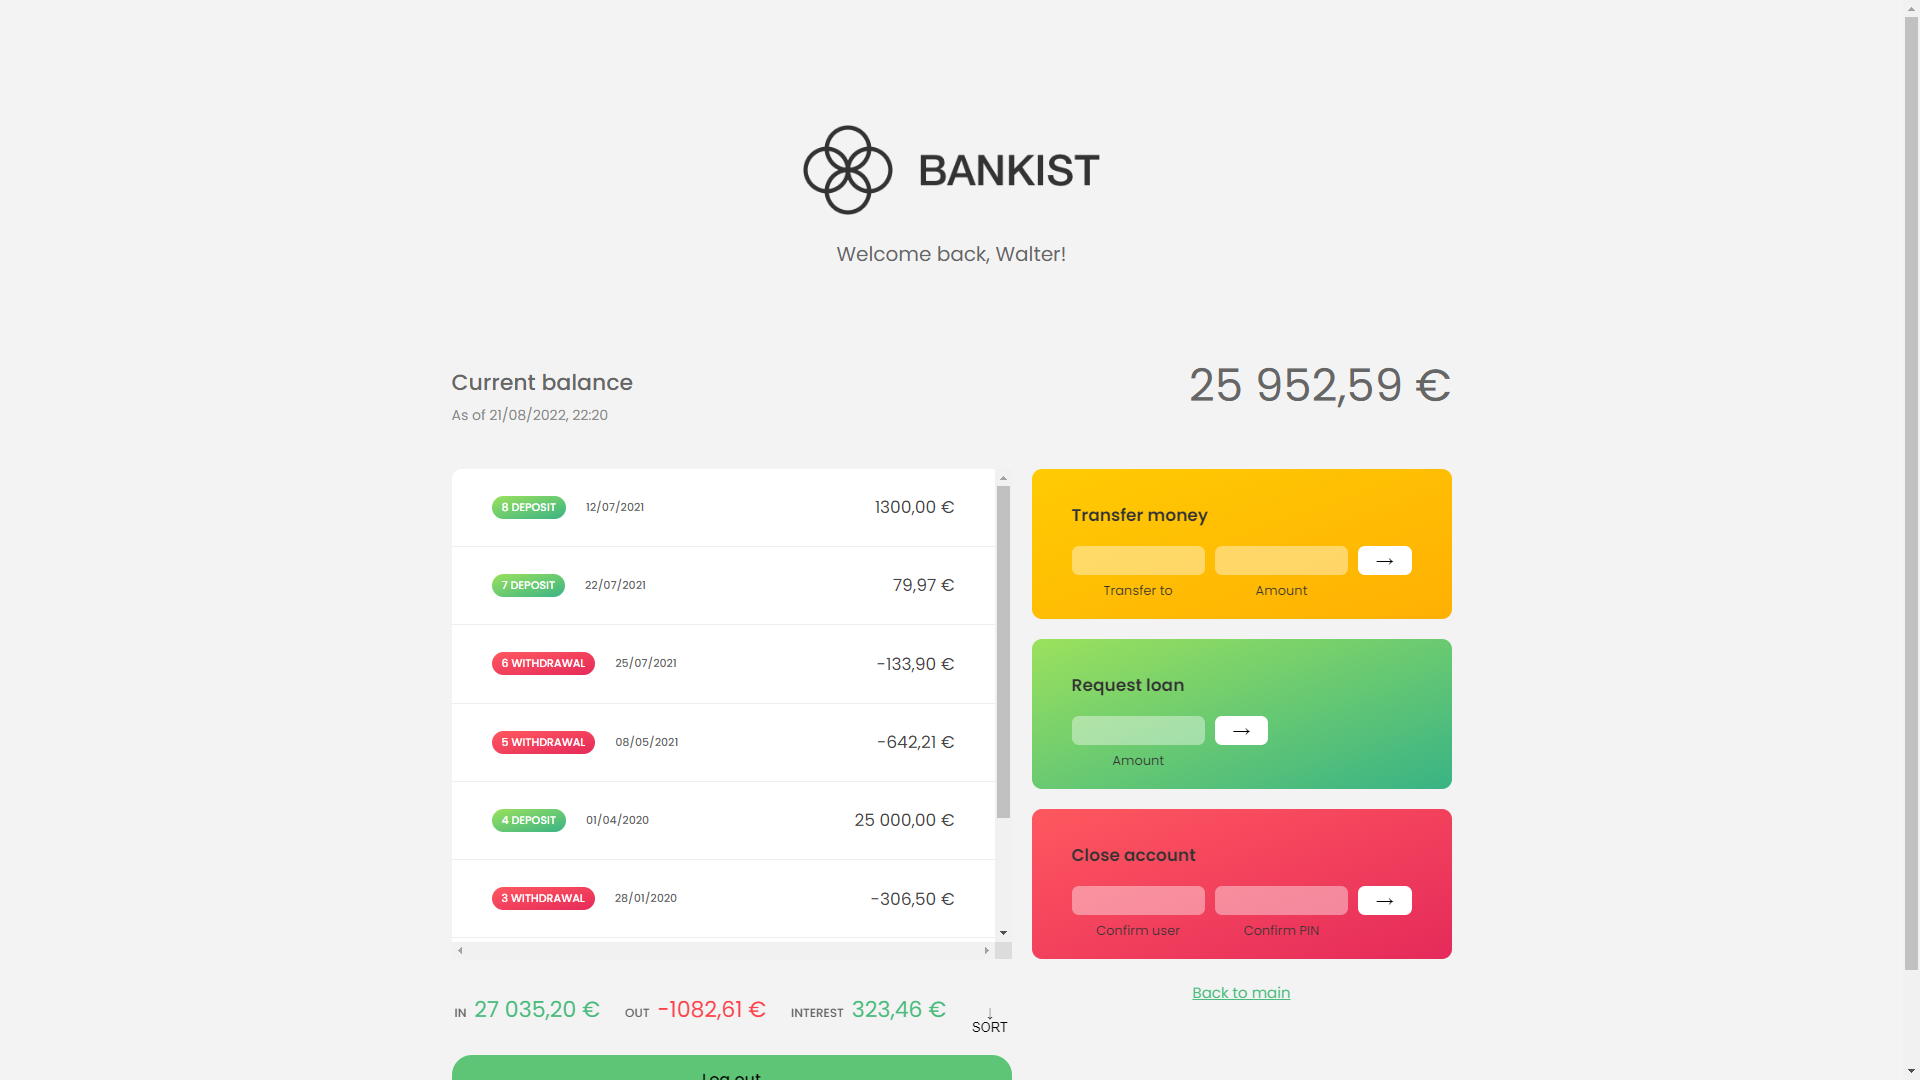 BANKIST
Welcome back, Walter!
Current balance
25 952,59 €
As of 21/08/2022, 22:20
8 DEPOSIT 12/07/2021 1300,00 €
7 DEPOSIT 22/07/2021 79,97 €
6 WITHDRAWAL 25/07/2021 -133,90 €
5 WITHDRAWAL 08/05/2021 -642,21 €
4 DEPOSIT 01/04/2020 25 000,00 €
3 WITHDRAWAL 28/01/2020 -306,50 €
Transfer money
→
Transfer to Amount
Request loan
→
Amount
Close account
→
Confirm user Confirm PIN
Back to main
IN 27 035,20 € OUT -1082,61 € INTEREST 323,46 €
↓
SORT
Log out